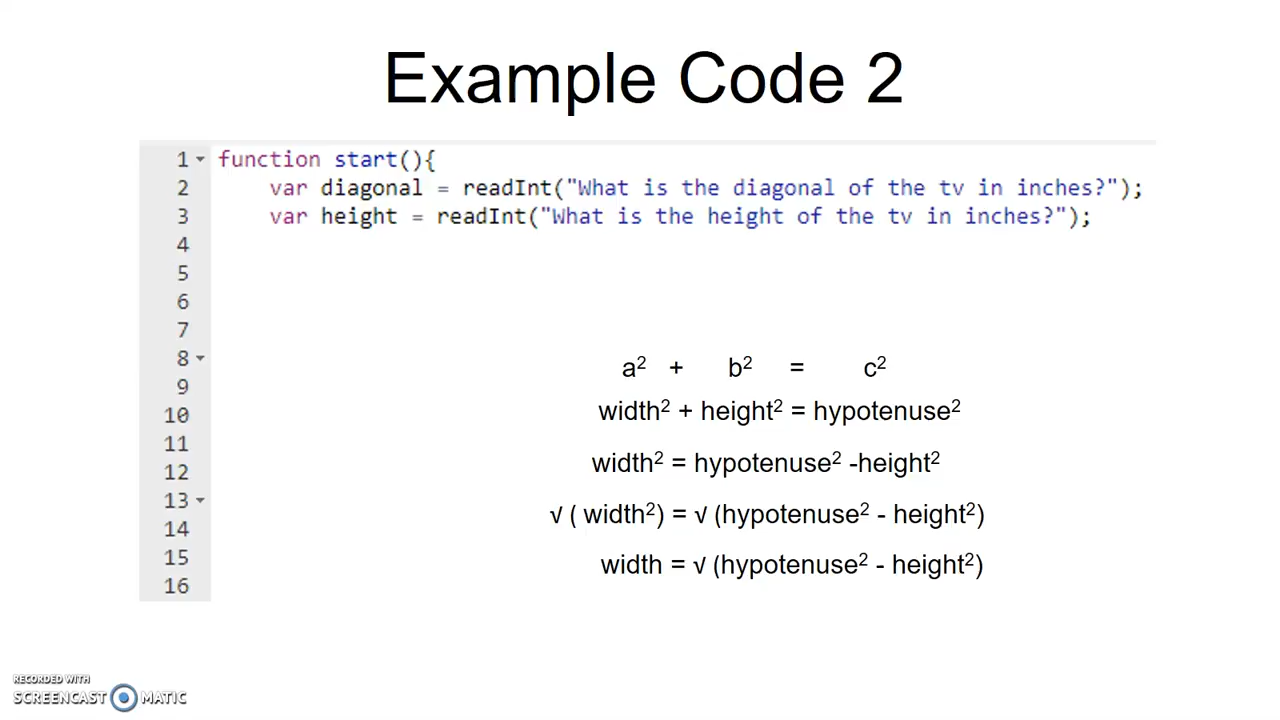 Example Code 2
1 function start(){
2 var diagonal = readInt("What is the diagonal of the tv in inches?");
3 var height = readInt("What is the height of the tv in inches?");
4
5
6
7
8
9
10
11
12
13
14
15
16
a² + b² = c²
width² + height² = hypotenuse²
width² = hypotenuse² -height²
√ ( width²) = √ (hypotenuse² - height²)
width = √ (hypotenuse² - height²)
RECORDED WITH
SCREENCAST MATIC